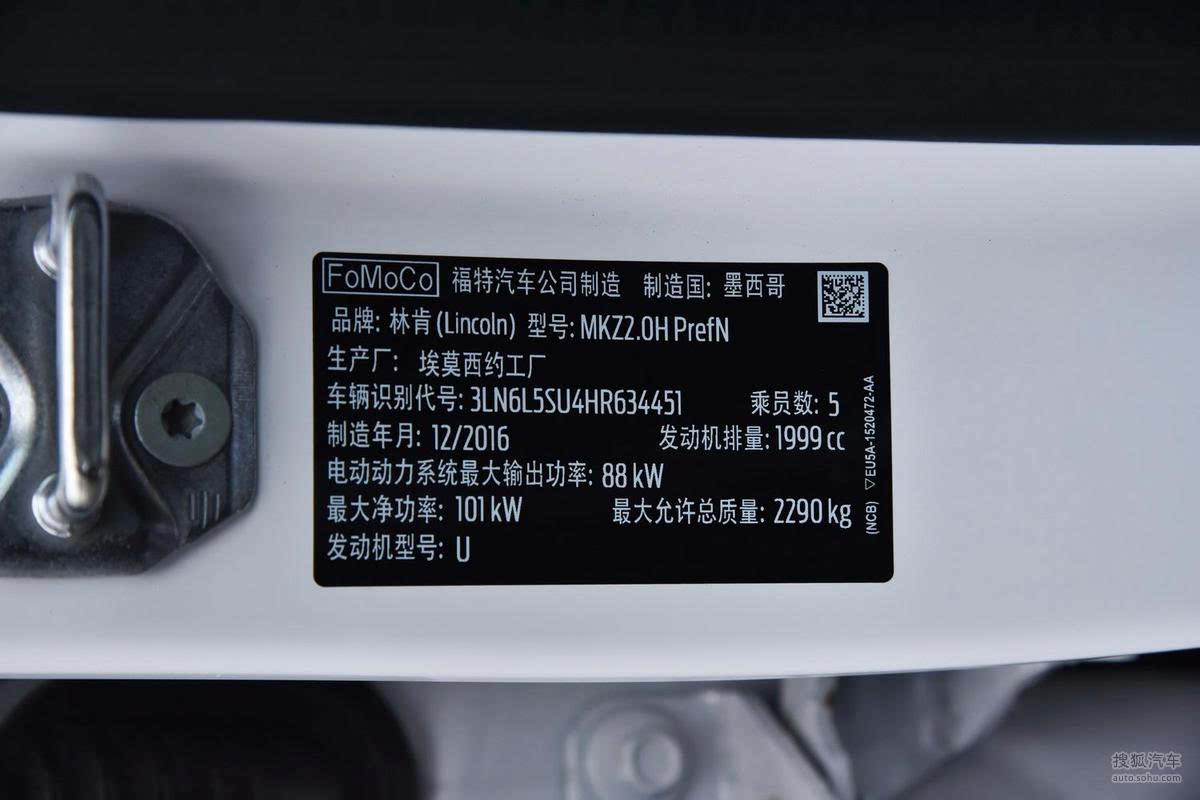 FoMoCo 福特汽车公司制造 制造国: 墨西哥
品牌: 林肯(Lincoln) 型号: MKZ2.0H PrefN
生产厂: 埃莫西约工厂
车辆识别代号: 3LN6L5SU4HR634451 乘员数: 5
制造年月: 12/2016 发动机排量: 1999 cc
电动动力系统最大输出功率: 88 kW
最大净功率: 101 kW 最大允许总质量: 2290 kg
发动机型号: U
(NCB) ▽EU5A-1520472-AA
搜狐汽车
auto.sohu.com